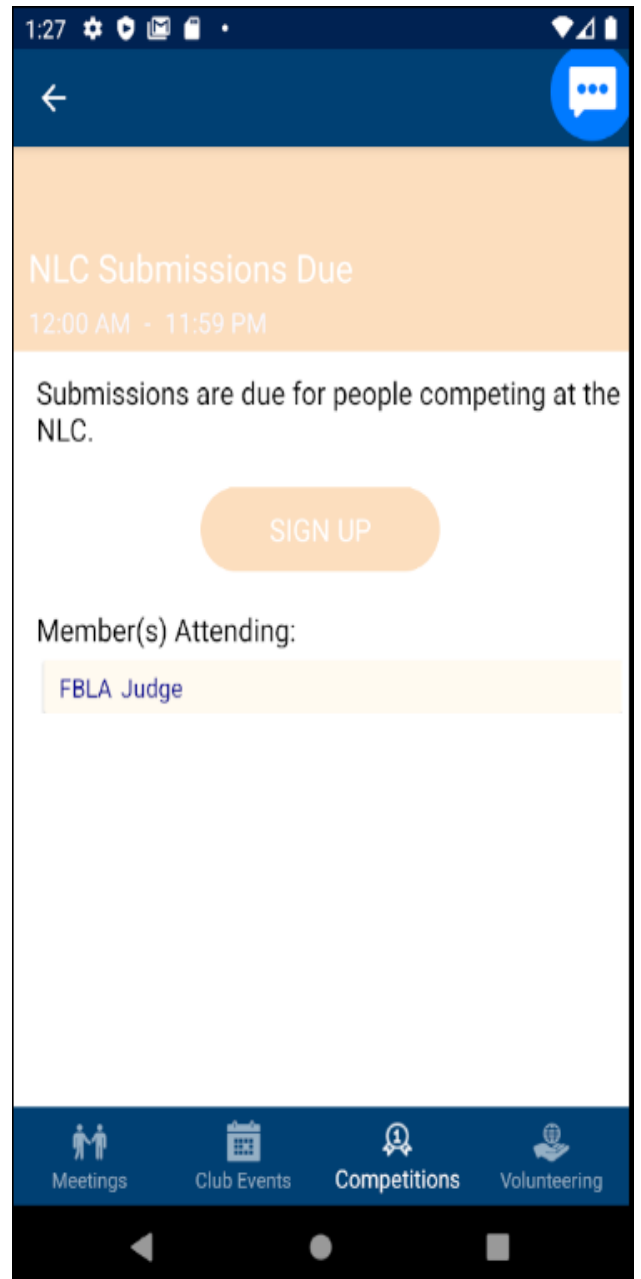 1:27
NLC Submissions Due
12:00 AM - 11:59 PM
Submissions are due for people competing at the
NLC.
SIGN UP
Member(s) Attending:
FBLA Judge
Meetings Club Events Competitions Volunteering